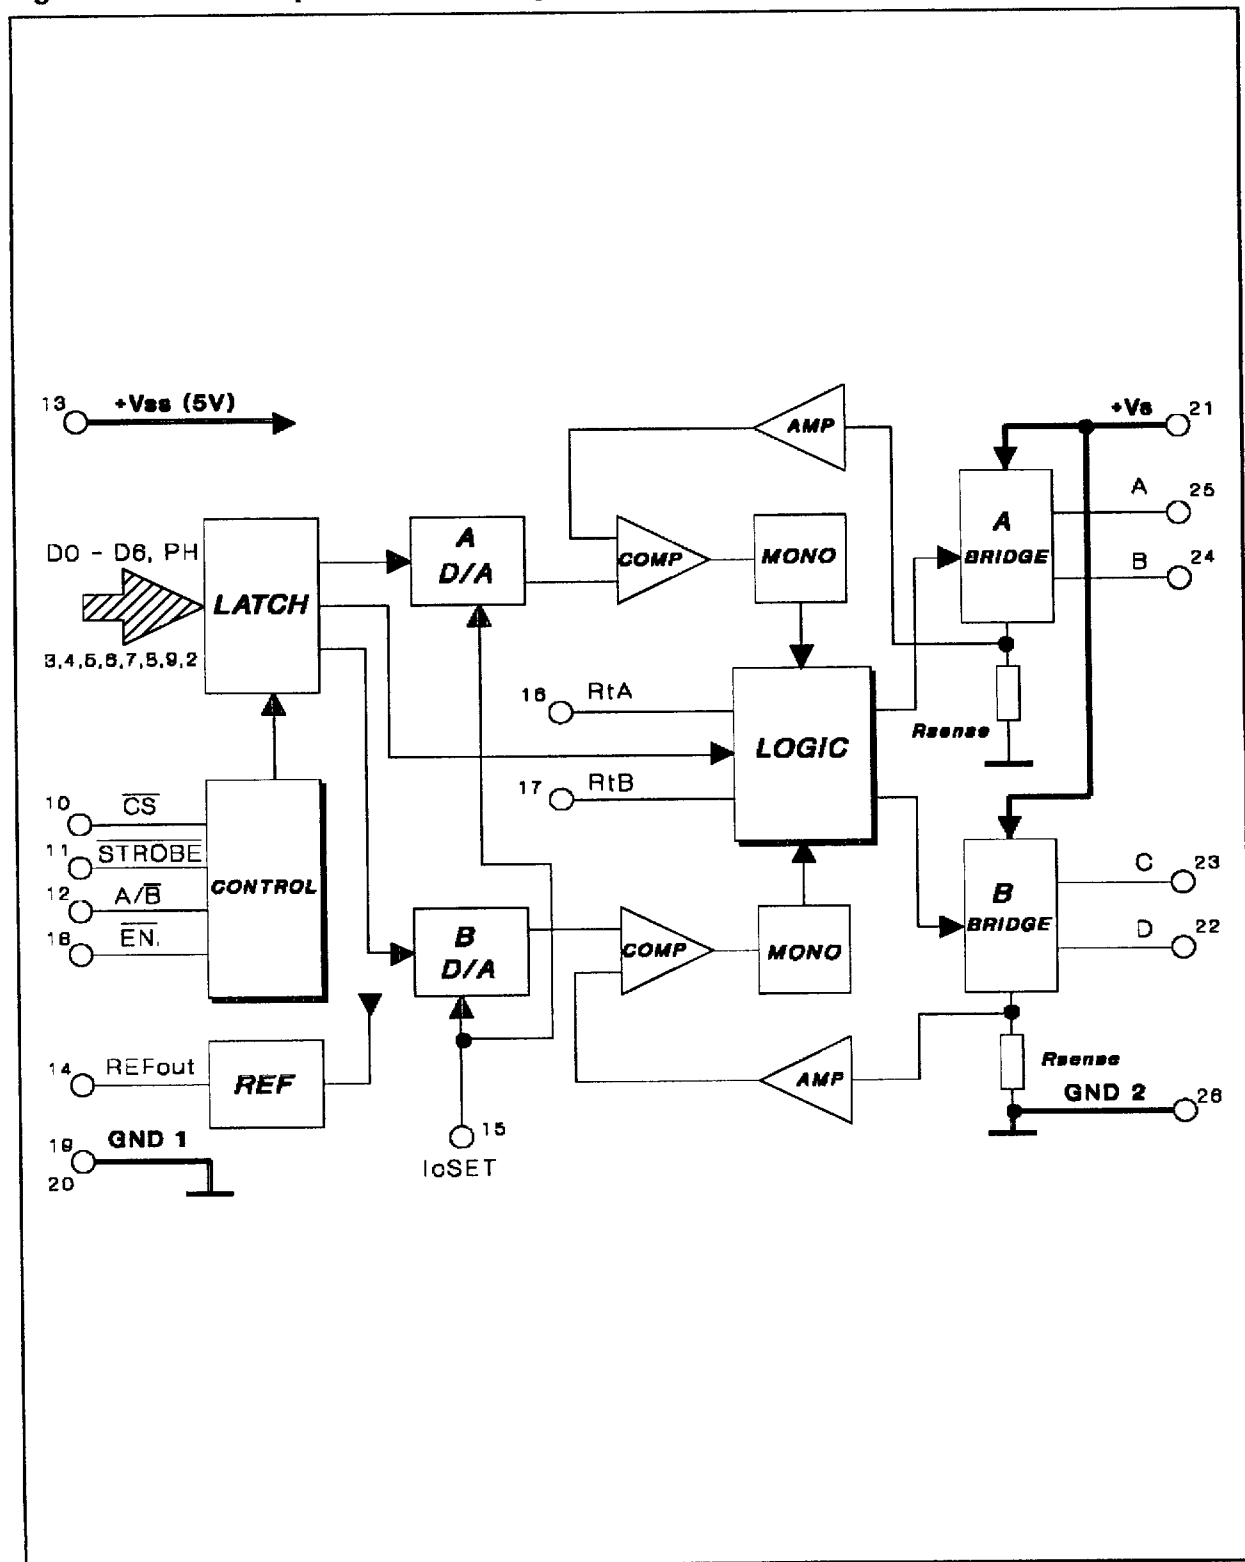 13 +Vss (5V)
AMP
+Vs 21
A 25
A BRIDGE
B 24
D0 - D6, PH
LATCH
3,4,5,6,7,8,9,2
A D/A
COMP
MONO
16 RtA
LOGIC
Rsense
17 RtB
10 CS
11 STROBE
12 A/B
18 EN.
CONTROL
B D/A
COMP
MONO
B BRIDGE
C 23
D 22
14 REFout
REF
AMP
Rsense
GND 2 26
15
IoSET
19 GND 1
20